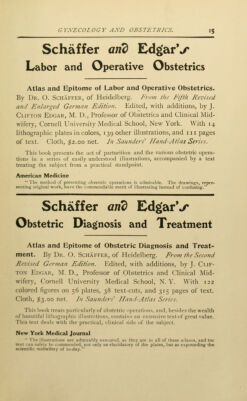 GYNECOLOGY AND OBSTETRICS. 15
Schäffer and Edgar's
Labor and Operative Obstetrics
Atlas and Epitome of Labor and Operative Obstetrics.
By DR. O. SCHÄFFER, of Heidelberg. From the Fifth Revised
and Enlarged German Edition. Edited, with additions, by J.
CLIFTON EDGAR, M. D., Professor of Obstetrics and Clinical Mid-
wifery, Cornell University Medical School, New York. With 14
lithographic plates in colors, 139 other illustrations, and 111 pages
of text. Cloth, $2.00 net. In Saunders' Hand-Atlas Series.
This book presents the act of parturition and the various obstetric opera-
tions in a series of easily understood illustrations, accompanied by a text
treating the subject from a practical standpoint.
American Medicine
"The method of presenting obstetric operations is admirable. The drawings, repre-
senting original work, have the commendable merit of illustrating instead of confusing."
Schäffer and Edgar's
Obstetric Diagnosis and Treatment
Atlas and Epitome of Obstetric Diagnosis and Treat-
ment. By DR. O. SCHÄFFER, of Heidelberg. From the Second
Revised German Edition. Edited, with additions, by J. CLIF-
TON EDGAR, M. D., Professor of Obstetrics and Clinical Mid-
wifery, Cornell University Medical School, N. Y. With 122
colored figures on 56 plates, 38 text-cuts, and 315 pages of text.
Cloth, $3.00 net. In Saunders' Hand-Atlas Series.
This book treats particularly of obstetric operations, and, besides the wealth
of beautiful lithographic illustrations, contains an extensive text of great value.
This text deals with the practical, clinical side of the subject.
New York Medical Journal
"The illustrations are admirably executed, as they are in all of these atlases, and the
text can safely be commended, not only as elucidatory of the plates, but as expounding the
scientific midwifery of to-day."